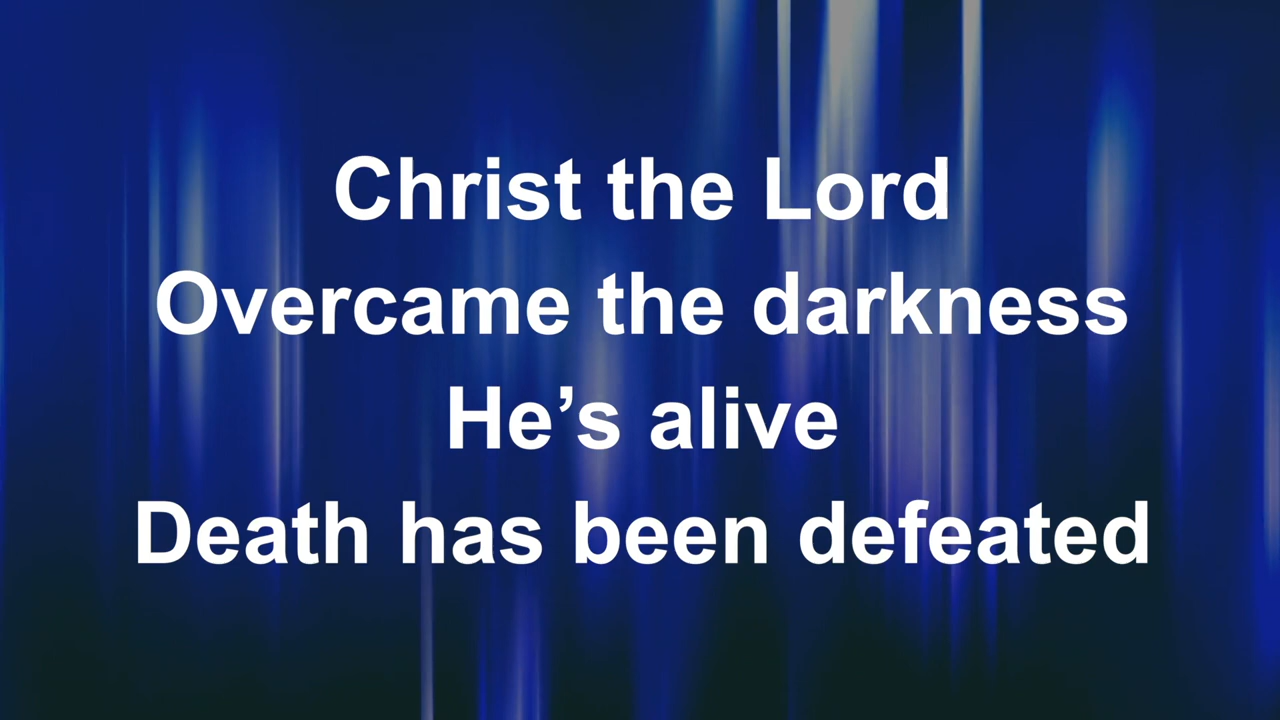 Christ the Lord
Overcame the darkness
He’s alive
Death has been defeated